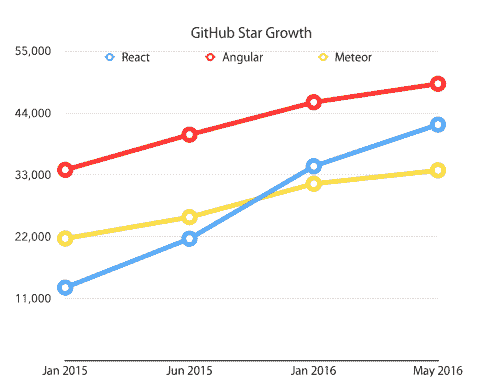 GitHub Star Growth
55,000
React
Angular
Meteor
44,000
33,000
22,000
11,000
Jan 2015
Jun 2015
Jan 2016
May 2016